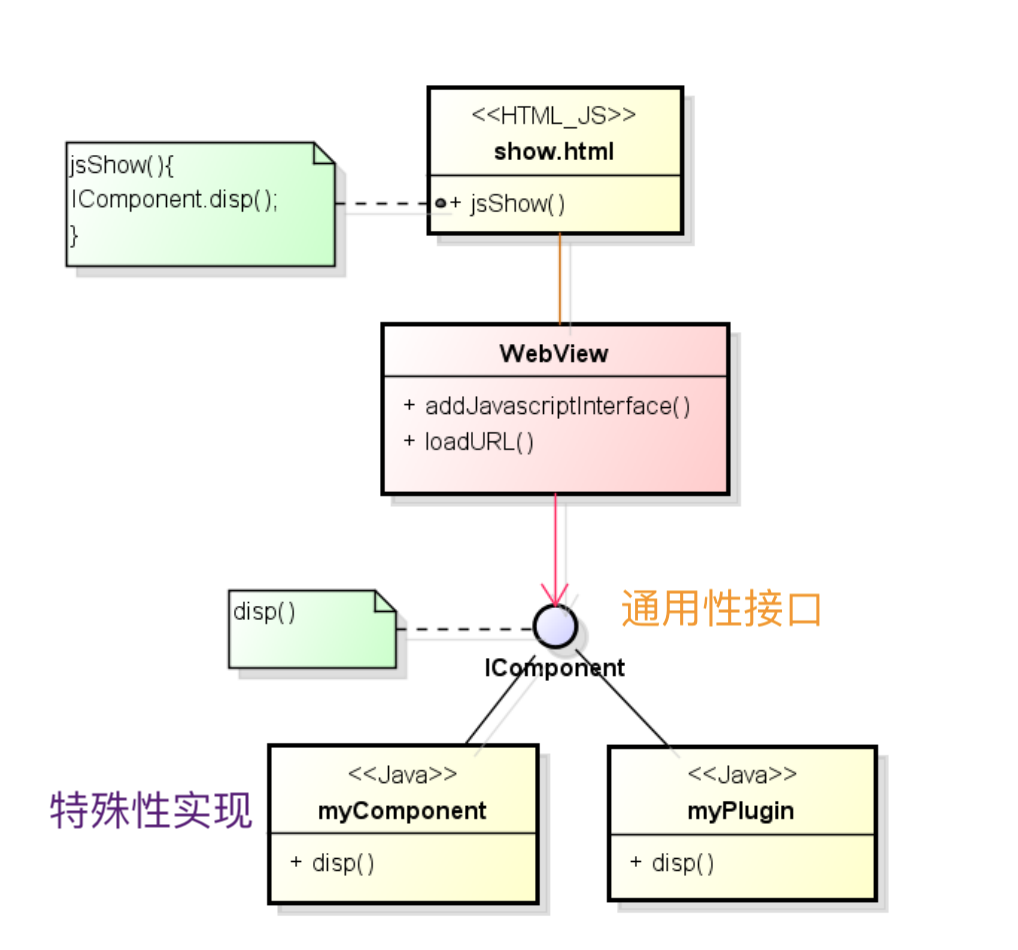 <<HTML_JS>>
show.html
+ jsShow()
jsShow(){
IComponent.disp();
}
WebView
+ addJavascriptInterface()
+ loadURL()
通用性接口
disp()
IComponent
特殊性实现
<<Java>>
myComponent
+ disp()
<<Java>>
myPlugin
+ disp()